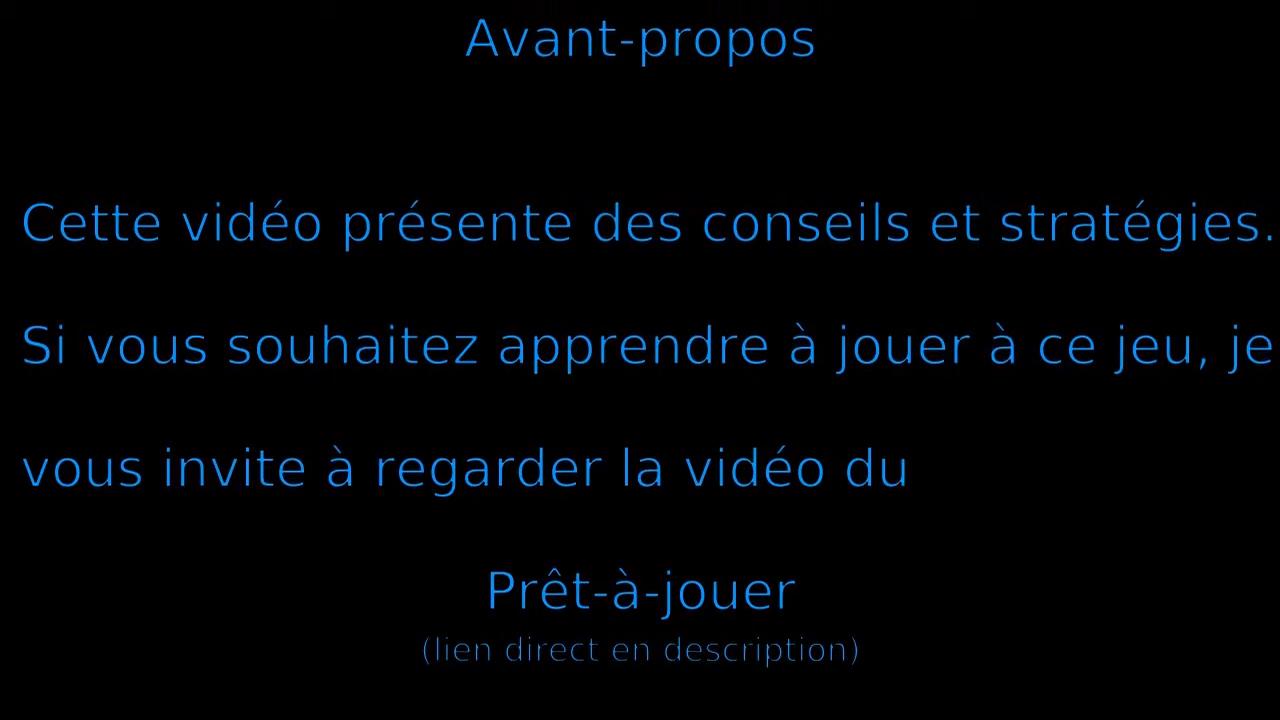 Avant-propos
Cette vidéo présente des conseils et stratégies.
Si vous souhaitez apprendre à jouer à ce jeu, je
vous invite à regarder la vidéo du
Prêt-à-jouer
(lien direct en description)